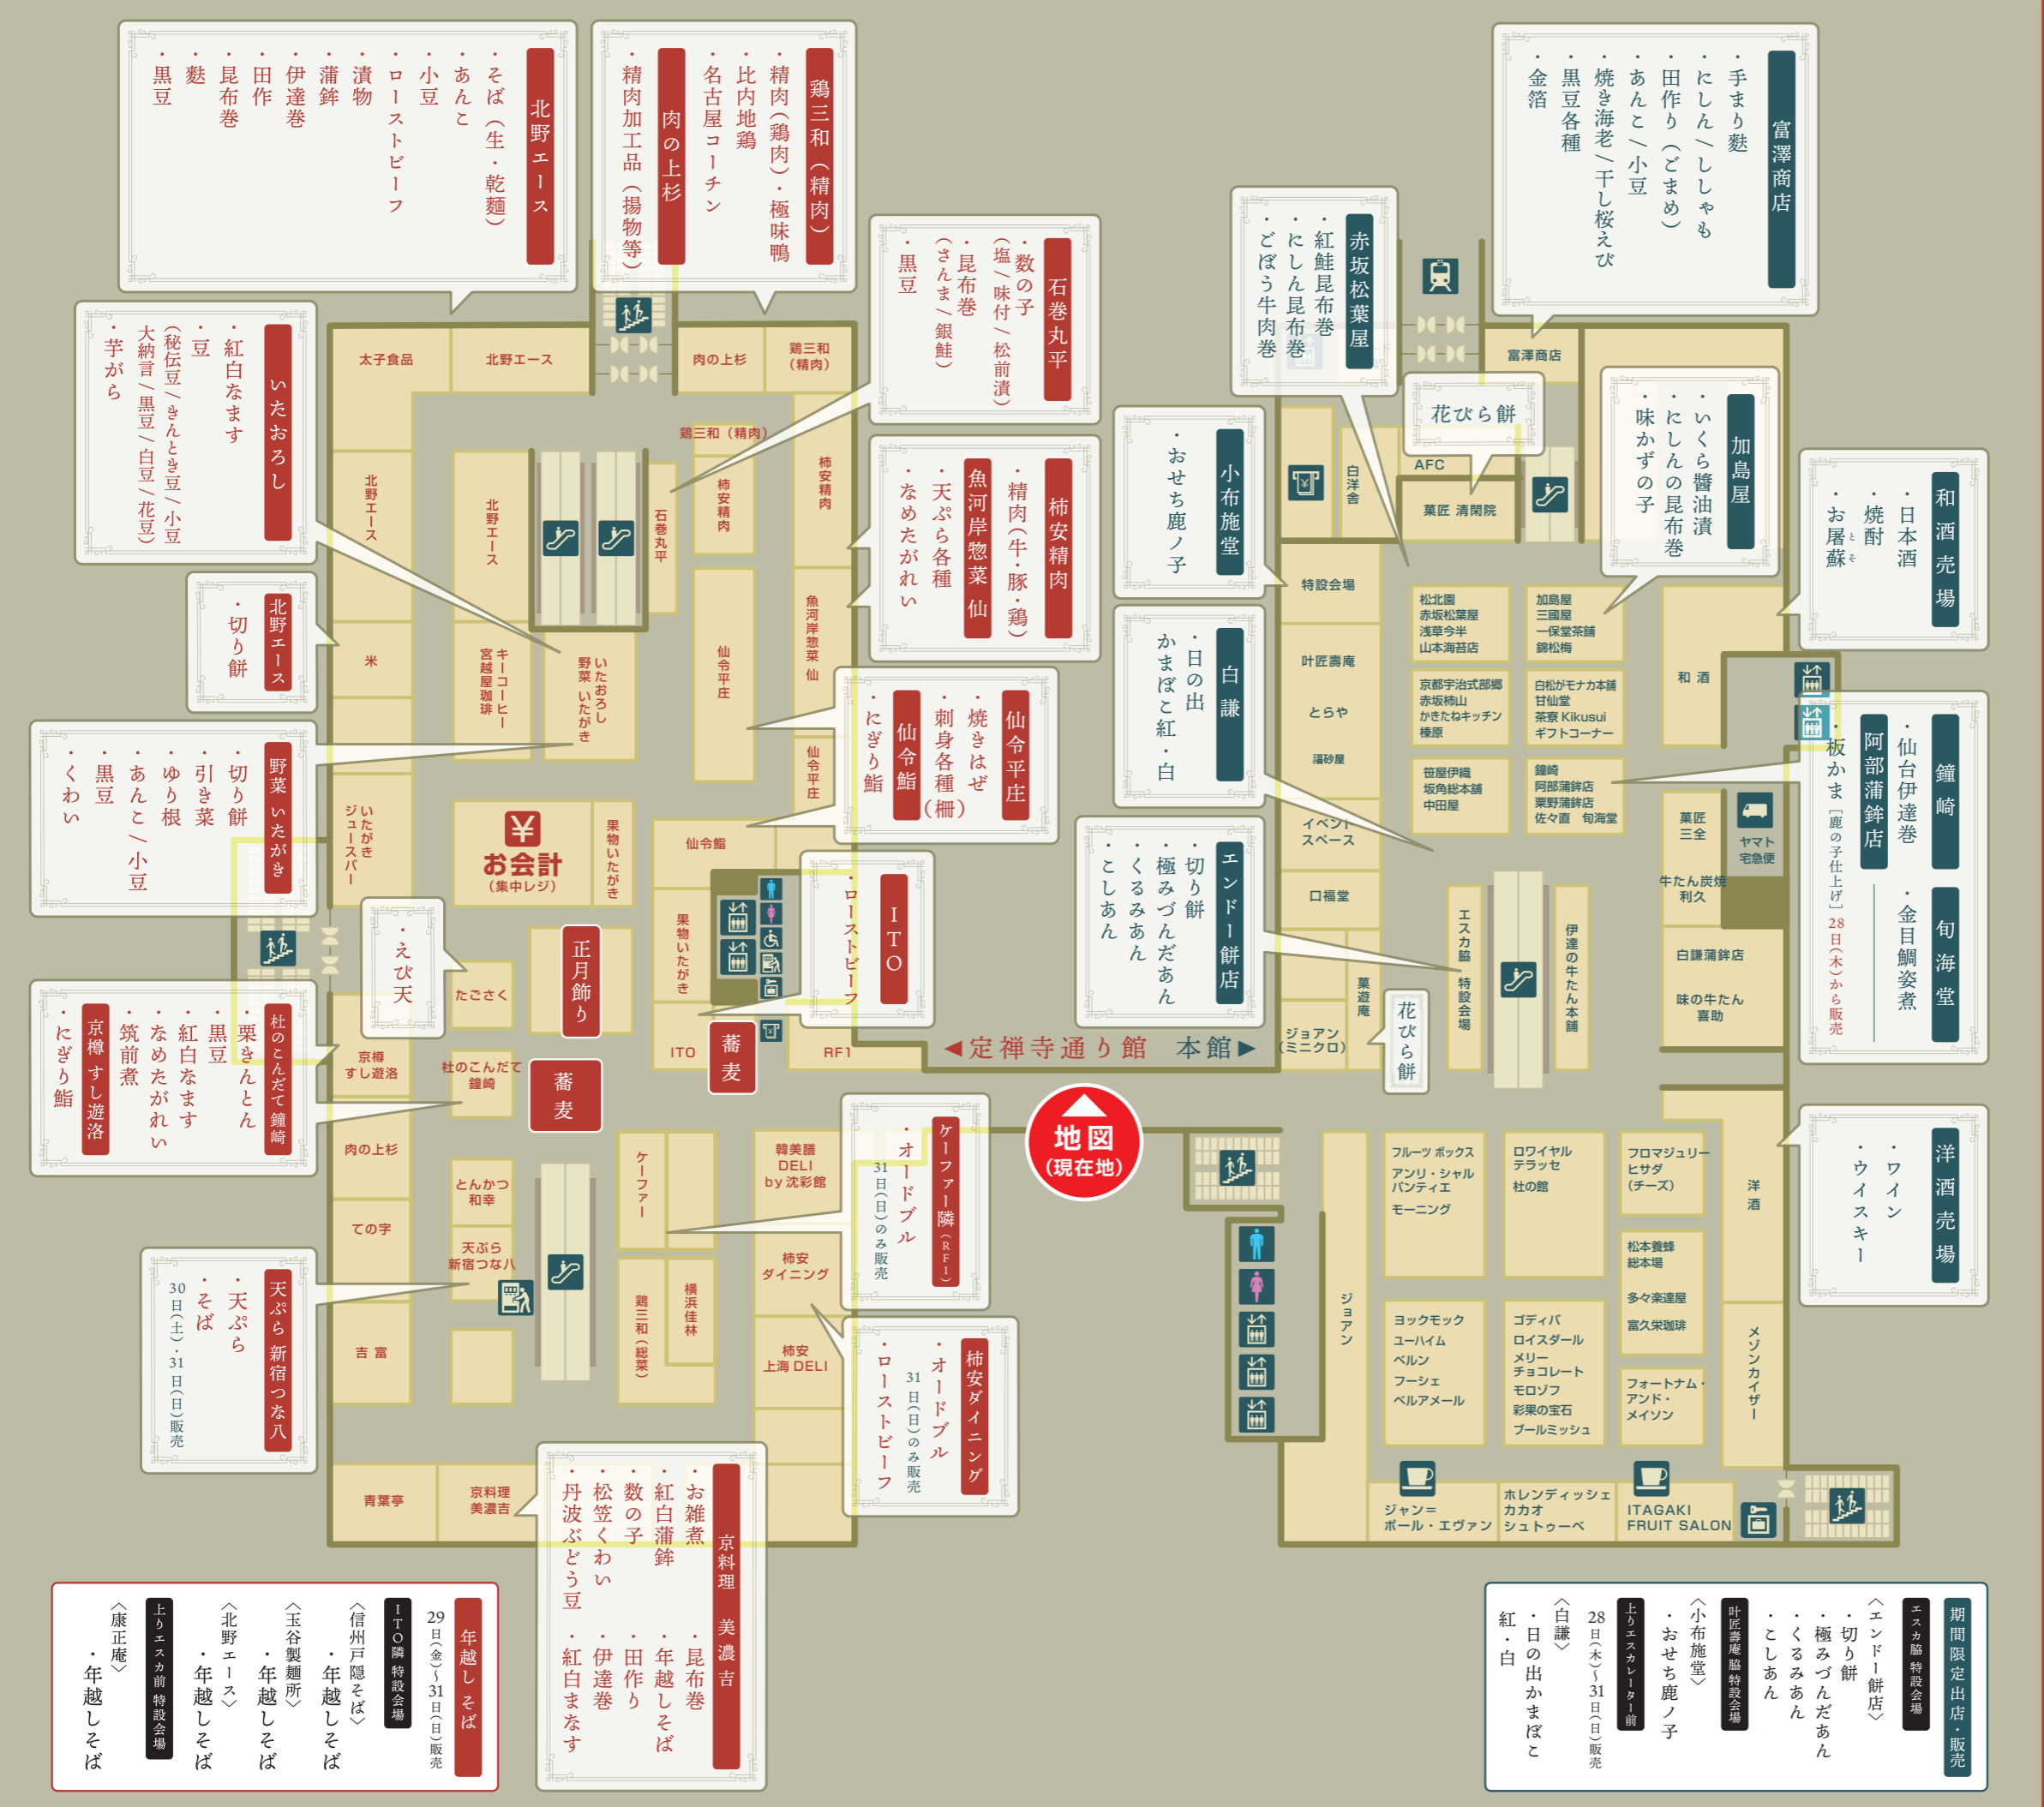 北野エース
・そば（生・乾麺）
・あんこ
・小豆
・ローストビーフ
・漬物
・蒲鉾
・伊達巻
・田作
・昆布巻
・麩
・黒豆
鶏三和（精肉）
・精肉（鶏肉）・極味鴨
・比内地鶏
・名古屋コーチン
肉の上杉
・精肉加工品（揚物等）
石巻丸平
・数の子
（塩/味付/松前漬）
・昆布巻
（さんま/銀鮭）
・黒豆
柿安精肉
・精肉（牛・豚・鶏）
魚河岸惣菜 仙
・天ぷら各種
・なめたがれい
仙令平庄
・焼きはぜ
・刺身各種
（柵）
仙令鮨
・にぎり鮨
ITO
・ローストビーフ
いたおろし
・紅白なます
・豆
（秘伝豆/きんとき豆/小豆
大納言/黒豆/白豆/花豆）
・芋がら
北野エース
・切り餅
野菜 いたがき
・切り餅
・引き菜
・ゆり根
・あんこ/小豆
・黒豆
・くわい
・えび天
杜のこんだて 鐘崎
・栗きんとん
・黒豆
・紅白なます
・なめたがれい
・筑前煮
京樽 すし遊洛
・にぎり鮨
天ぷら 新宿つな八
・天ぷら
・そば
30日（土）・31日（日）販売
ケーファー隣（RF1）
・オードブル
31日（日）のみ販売
柿安ダイニング
・オードブル
31日（日）のみ販売
・ローストビーフ
京料理 美濃吉
・お雑煮
・紅白蒲鉾
・数の子
・松笠くわい
・丹波ぶどう豆
・昆布巻
・年越しそば
・田作り
・伊達巻
・紅白まなす
太子食品
北野エース
肉の上杉
鶏三和
（精肉）
鶏三和（精肉）
柿安精肉
柿安精肉
北野エース
北野エース
石巻丸平
米
キーコーヒー
宮越屋珈琲
いたおろし
野菜 いたがき
仙令平庄
魚河岸惣菜 仙
仙令平庄
いたがき
ジュースバー
¥
お会計
（集中レジ）
果物いたがき
仙令鮨
果物いたがき
正月飾り
たごさく
ITO
蕎麦
RF1
京樽
すし遊洛
杜のこんだて
鐘崎
蕎麦
肉の上杉
とんかつ
和幸
ての字
天ぷら
新宿つな八
吉富
ケーファー
鶏三和（総菜）
横浜佳林
韓美膳
DELI
by 沈彩館
柿安
ダイニング
柿安
上海 DELI
青葉亭
京料理
美濃吉
◀定禅寺通り館
本館▶
地図
（現在地）
富澤商店
・手まり麩
・にしん/ししゃも
・田作り（ごまめ）
・あんこ/小豆
・焼き海老/干し桜えび
・黒豆各種
・金箔
赤坂松葉屋
・紅鮭昆布巻
・にしん昆布巻
・ごぼう牛肉巻
花びら餅
加島屋
・いくら醤油漬
・にしんの昆布巻
・味かずの子
和酒売場
・日本酒
・焼酎
・お屠蘇
とそ
小布施堂
・おせち鹿ノ子
白謙
・日の出
かまぼこ紅・白
エンドー餅店
・切り餅
・極みづんだあん
・くるみあん
・こしあん
鐘崎
・仙台伊達巻
阿部蒲鉾店
・板かま［鹿の子仕上げ］
旬海堂
・金目鯛姿煮
28日（木）から販売
花びら餅
洋酒売場
・ワイン
・ウイスキー
富澤商店
白洋舎
AFC
菓匠 清閑院
¥
特設会場
叶匠壽庵
とらや
福砂屋
イベント
スペース
口福堂
菓遊庵
ジョアン
（ミニクロ）
松北園
赤坂松葉屋
浅草今半
山本海苔店
加島屋
三國屋
一保堂茶舗
錦松梅
京都宇治式部郷
赤坂柿山
かきたねキッチン
榛原
白松がモナカ本舗
甘仙堂
茶寮 Kikusui
ギフトコーナー
笹屋伊織
坂角総本舗
中田屋
鐘崎
阿部蒲鉾店
粟野蒲鉾店
佐々直 旬海堂
和酒
菓匠
三全
ヤマト
宅急便
牛たん炭焼
利久
白謙蒲鉾店
味の牛たん
喜助
エスカ脇 特設会場
伊達の牛たん本舗
ジョアン
フルーツ ボックス
アンリ・シャル
パンティエ
モーニング
ロワイヤル
テラッセ
杜の館
フロマジュリー
ヒサダ
（チーズ）
洋酒
松本養蜂
総本場
多々楽達屋
富久栄珈琲
ヨックモック
ユーハイム
ベルン
フーシェ
ベルアメール
ゴディバ
ロイスダール
メリー
チョコレート
モロゾフ
彩果の宝石
ブールミッシュ
フォートナム・
アンド・
メイソン
メゾンカイザー
ジャン＝
ポール・エヴァン
ホレンディッシェ
カカオ
シュトゥーベ
ITAGAKI
FRUIT SALON
年越しそば
29日（金）〜31日（日）販売
ITO隣 特設会場
〈信州戸隠そば〉
・年越しそば
〈玉谷製麺所〉
・年越しそば
〈北野エース〉
・年越しそば
上りエスカ前 特設会場
〈康正庵〉
・年越しそば
期間限定出店・販売
エスカ脇 特設会場
〈エンドー餅店〉
・切り餅
・極みづんだあん
・くるみあん
・こしあん
叶匠壽庵 脇 特設会場
〈小布施堂〉
・おせち鹿ノ子
上りエスカレーター前
28日（木）〜31日（日）販売
〈白謙〉
・日の出かまぼこ
紅・白